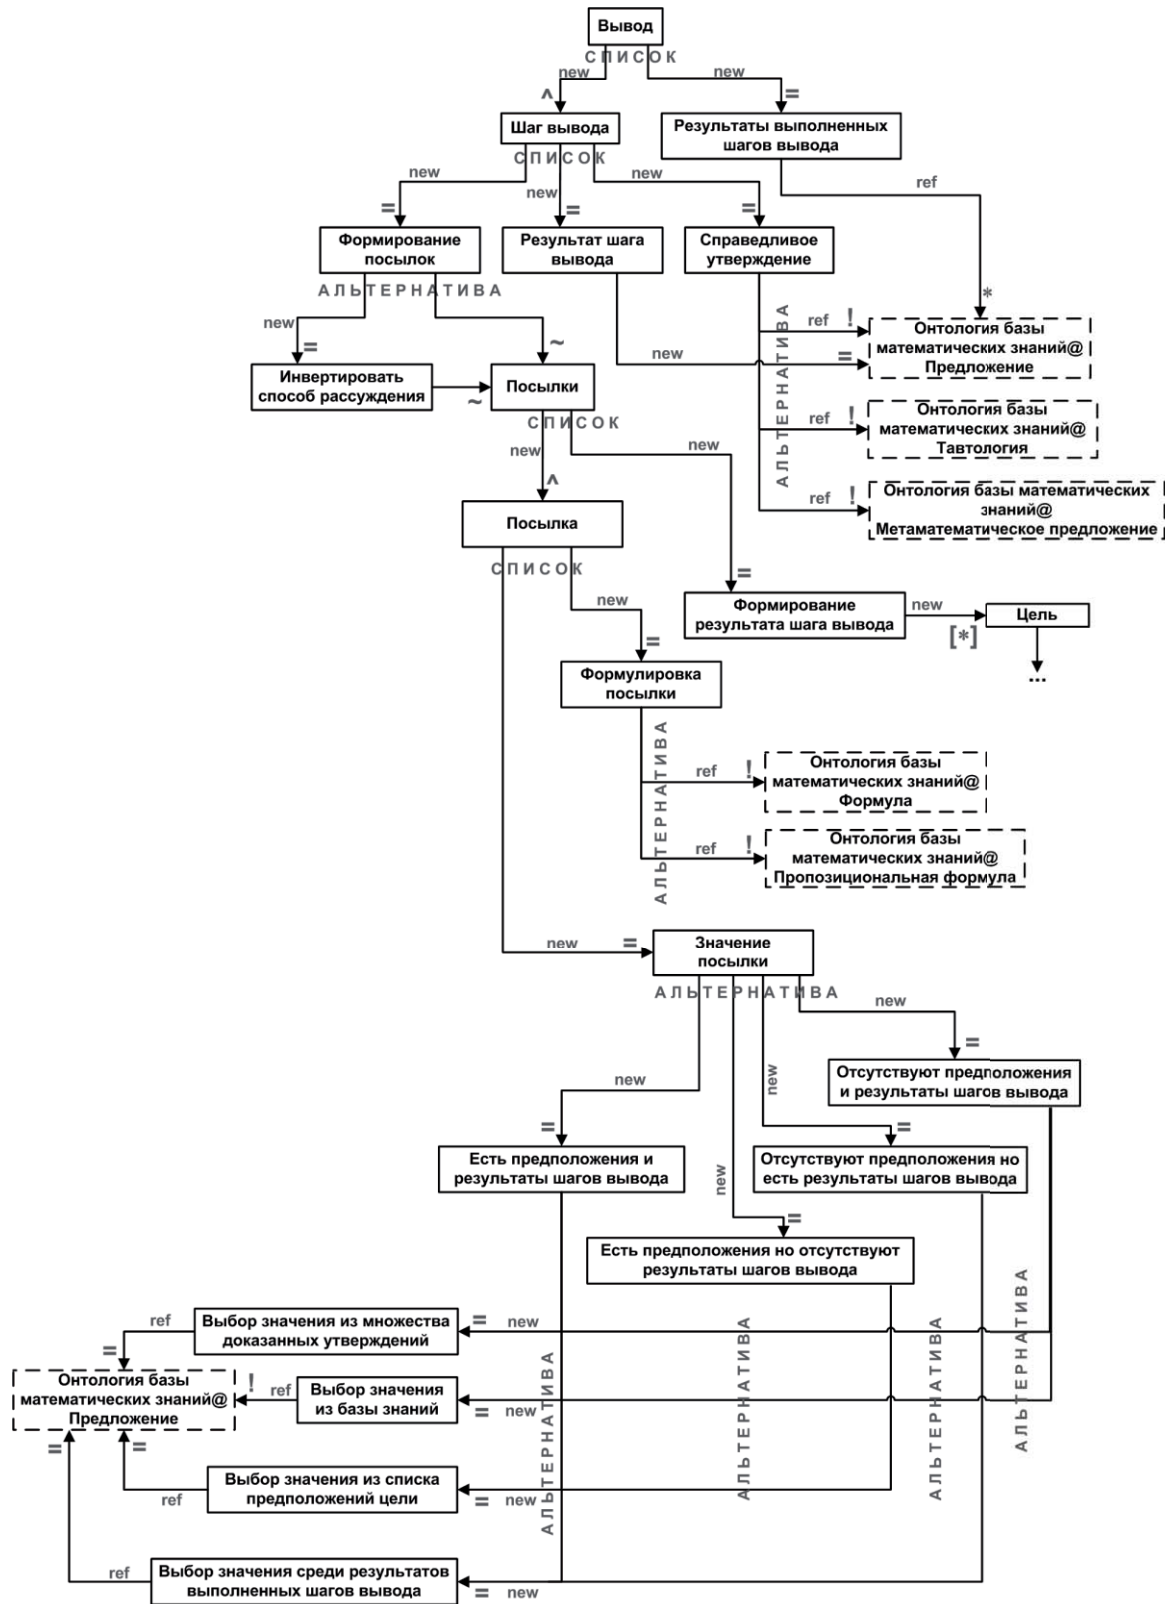 Вывод
СПИСОК
new
new
^
=
Шаг вывода
Результаты выполненных
шагов вывода
СПИСОК
new
new
new
ref
=
=
=
Формирование
посылок
Результат шага
вывода
Справедливое
утверждение
АЛЬТЕРНАТИВА
АЛЬТЕРНАТИВА
*
new
=
~
ref
!
Онтология базы
математических знаний@
Предложение
new
=
Инвертировать
способ рассуждения
~
Посылки
СПИСОК
ref
!
Онтология базы
математических знаний@
Тавтология
new
new
^
ref
!
Онтология базы математических
знаний@
Метаматематическое предложение
Посылка
СПИСОК
new
=
=
Формирование
результата шага вывода
new
[*]
Цель
...
Формулировка
посылки
АЛЬТЕРНАТИВА
ref
!
Онтология базы
математических знаний@
Формула
ref
!
Онтология базы
математических знаний@
Пропозициональная формула
new
=
Значение
посылки
АЛЬТЕРНАТИВА
new
new
new
new
=
Отсутствуют предположения
и результаты шагов вывода
=
=
Есть предположения и
результаты шагов вывода
Отсутствуют предположения но
есть результаты шагов вывода
=
Есть предположения но отсутствуют
результаты шагов вывода
АЛЬТЕРНАТИВА
АЛЬТЕРНАТИВА
АЛЬТЕРНАТИВА
АЛЬТЕРНАТИВА
ref
=
Выбор значения из множества
доказанных утверждений
=
new
Онтология базы
математических знаний@
Предложение
!
ref
Выбор значения
из базы знаний
=
new
=
=
ref
Выбор значения из списка
предположений цели
=
new
ref
Выбор значения среди результатов
выполненных шагов вывода
=
new